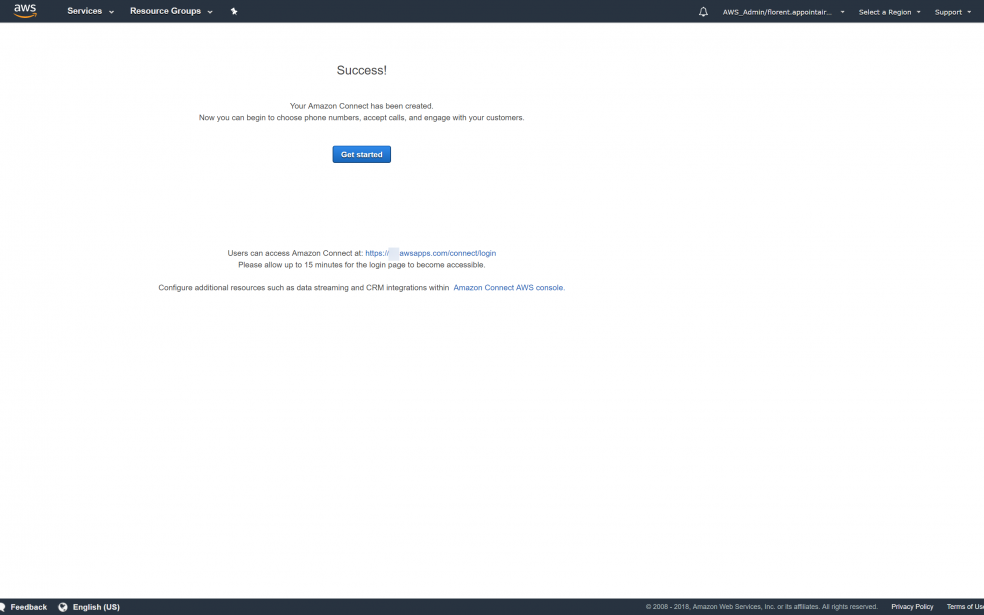 aws Services Resource Groups AWS_Admin/florent.appointair... Select a Region Support
Success!
Your Amazon Connect has been created.
Now you can begin to choose phone numbers, accept calls, and engage with your customers.
Get started
Users can access Amazon Connect at: https:// awsapps.com/connect/login
Please allow up to 15 minutes for the login page to become accessible.
Configure additional resources such as data streaming and CRM integrations within Amazon Connect AWS console.
Feedback English (US) © 2008 - 2018, Amazon Web Services, Inc. or its affiliates. All rights reserved. Privacy Policy Terms of Us